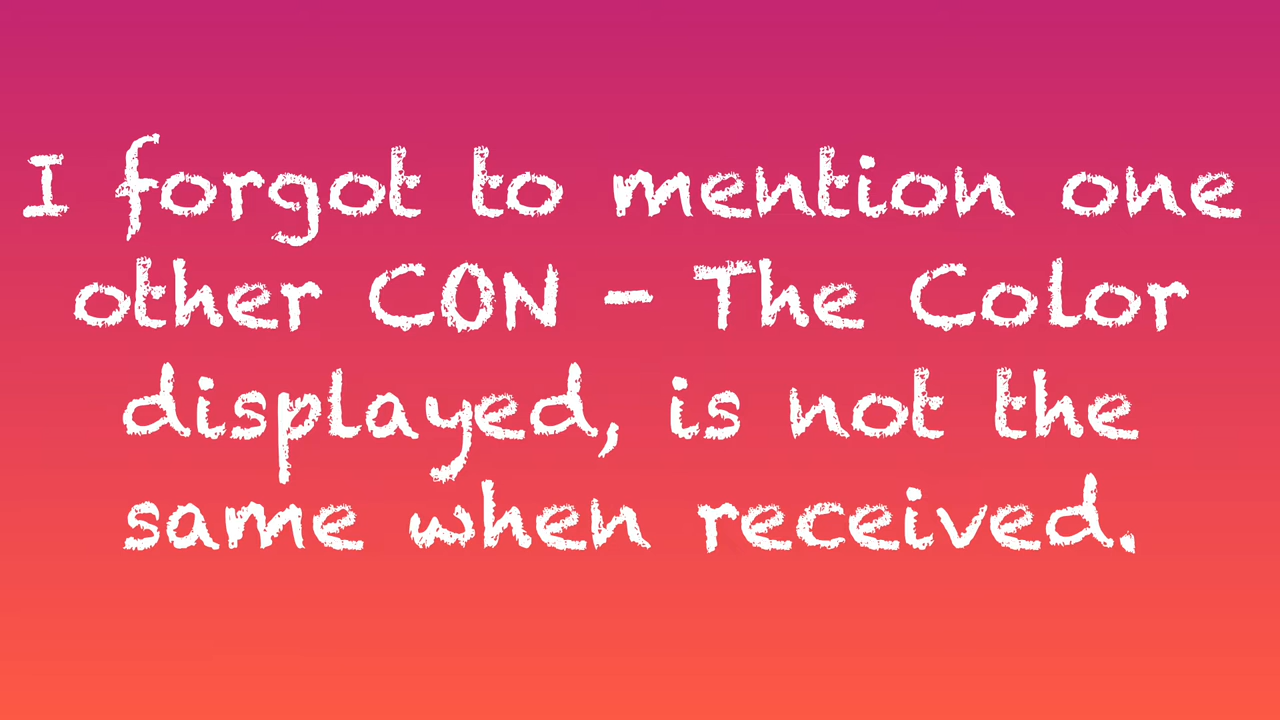 I forgot to mention one
other CON - The Color
displayed, is not the
same when received.